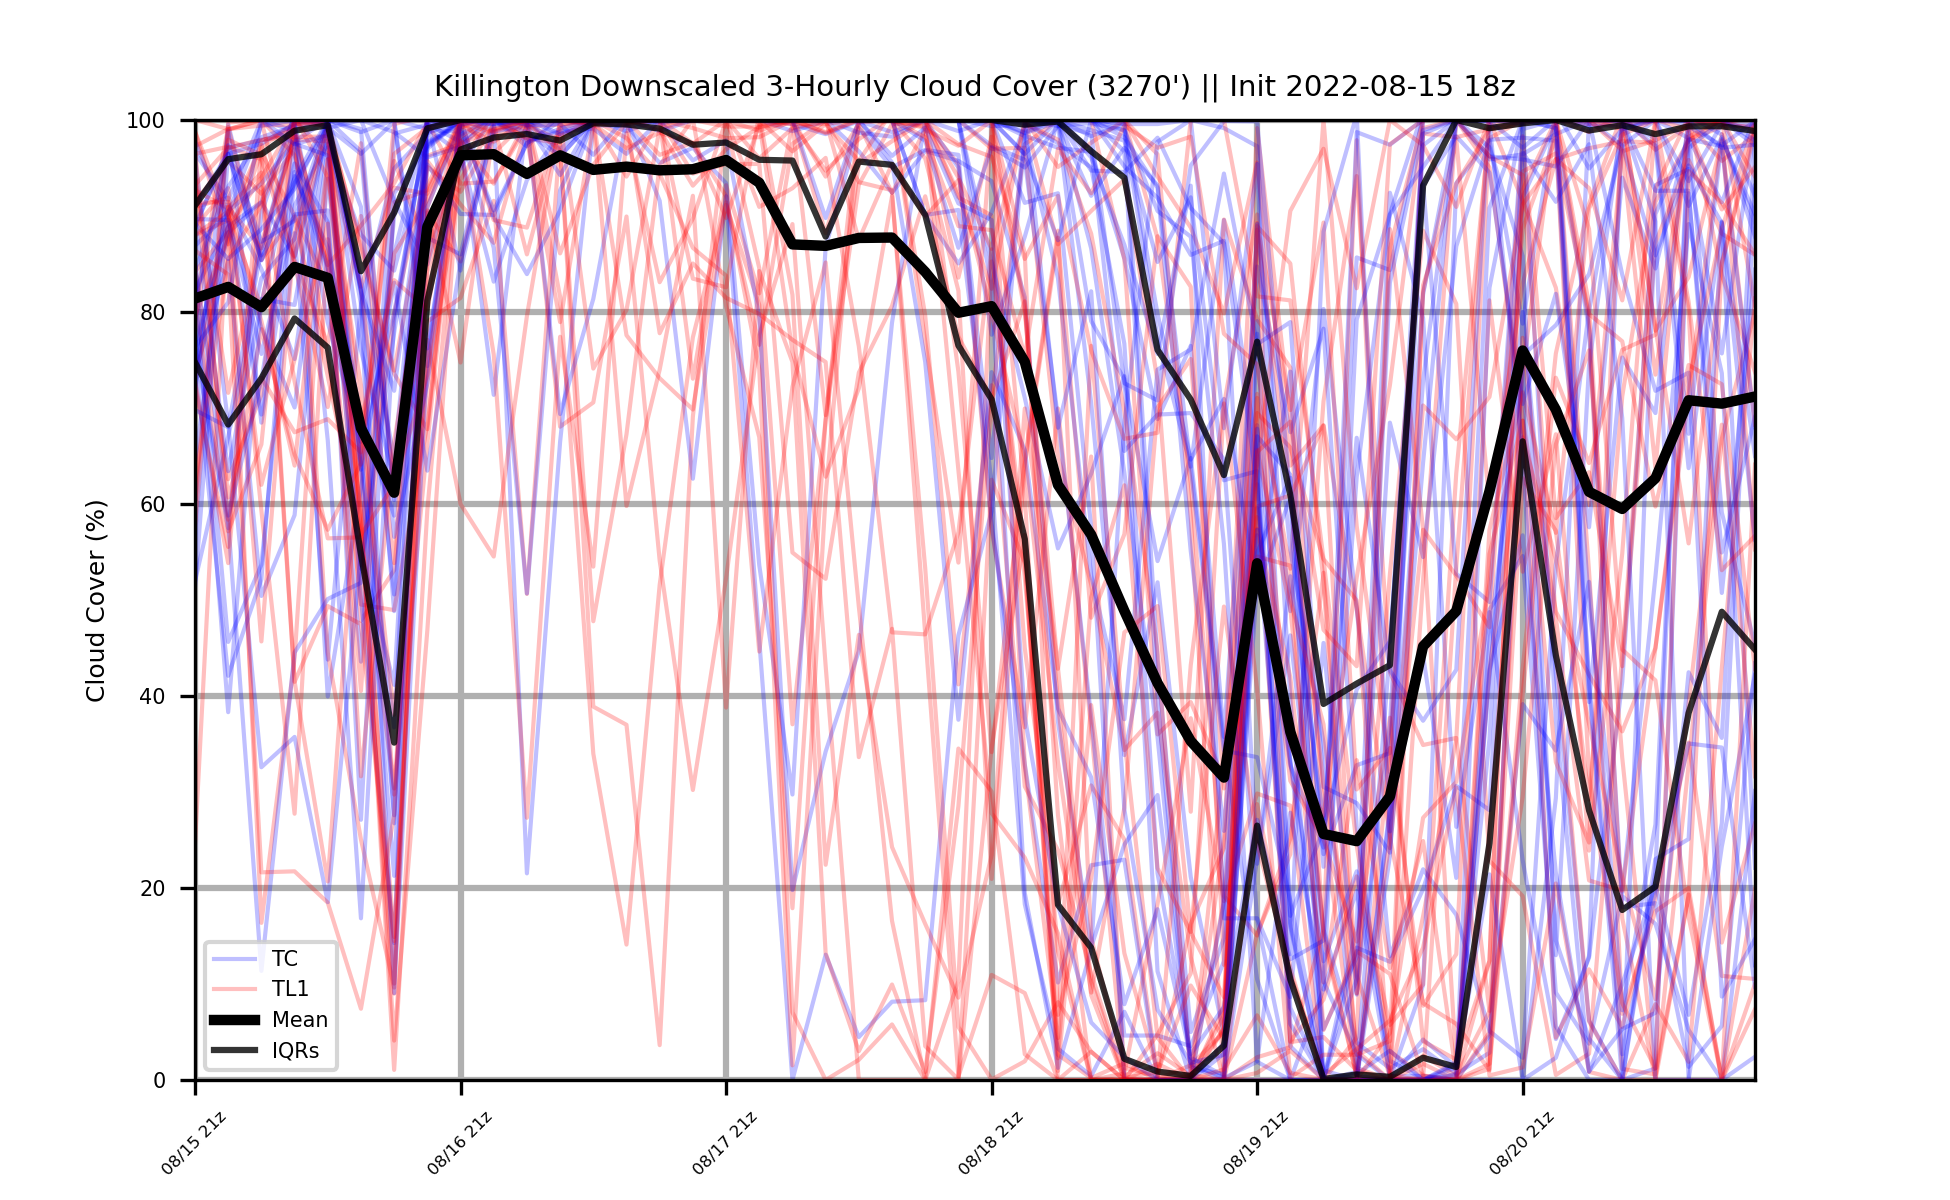 Killington Downscaled 3-Hourly Cloud Cover (3270') || Init 2022-08-15 18z
100
80
60
40
20
0
Cloud Cover (%)
TC
TL1
Mean
IQRs
08/15 21z
08/16 21z
08/17 21z
08/18 21z
08/19 21z
08/20 21z